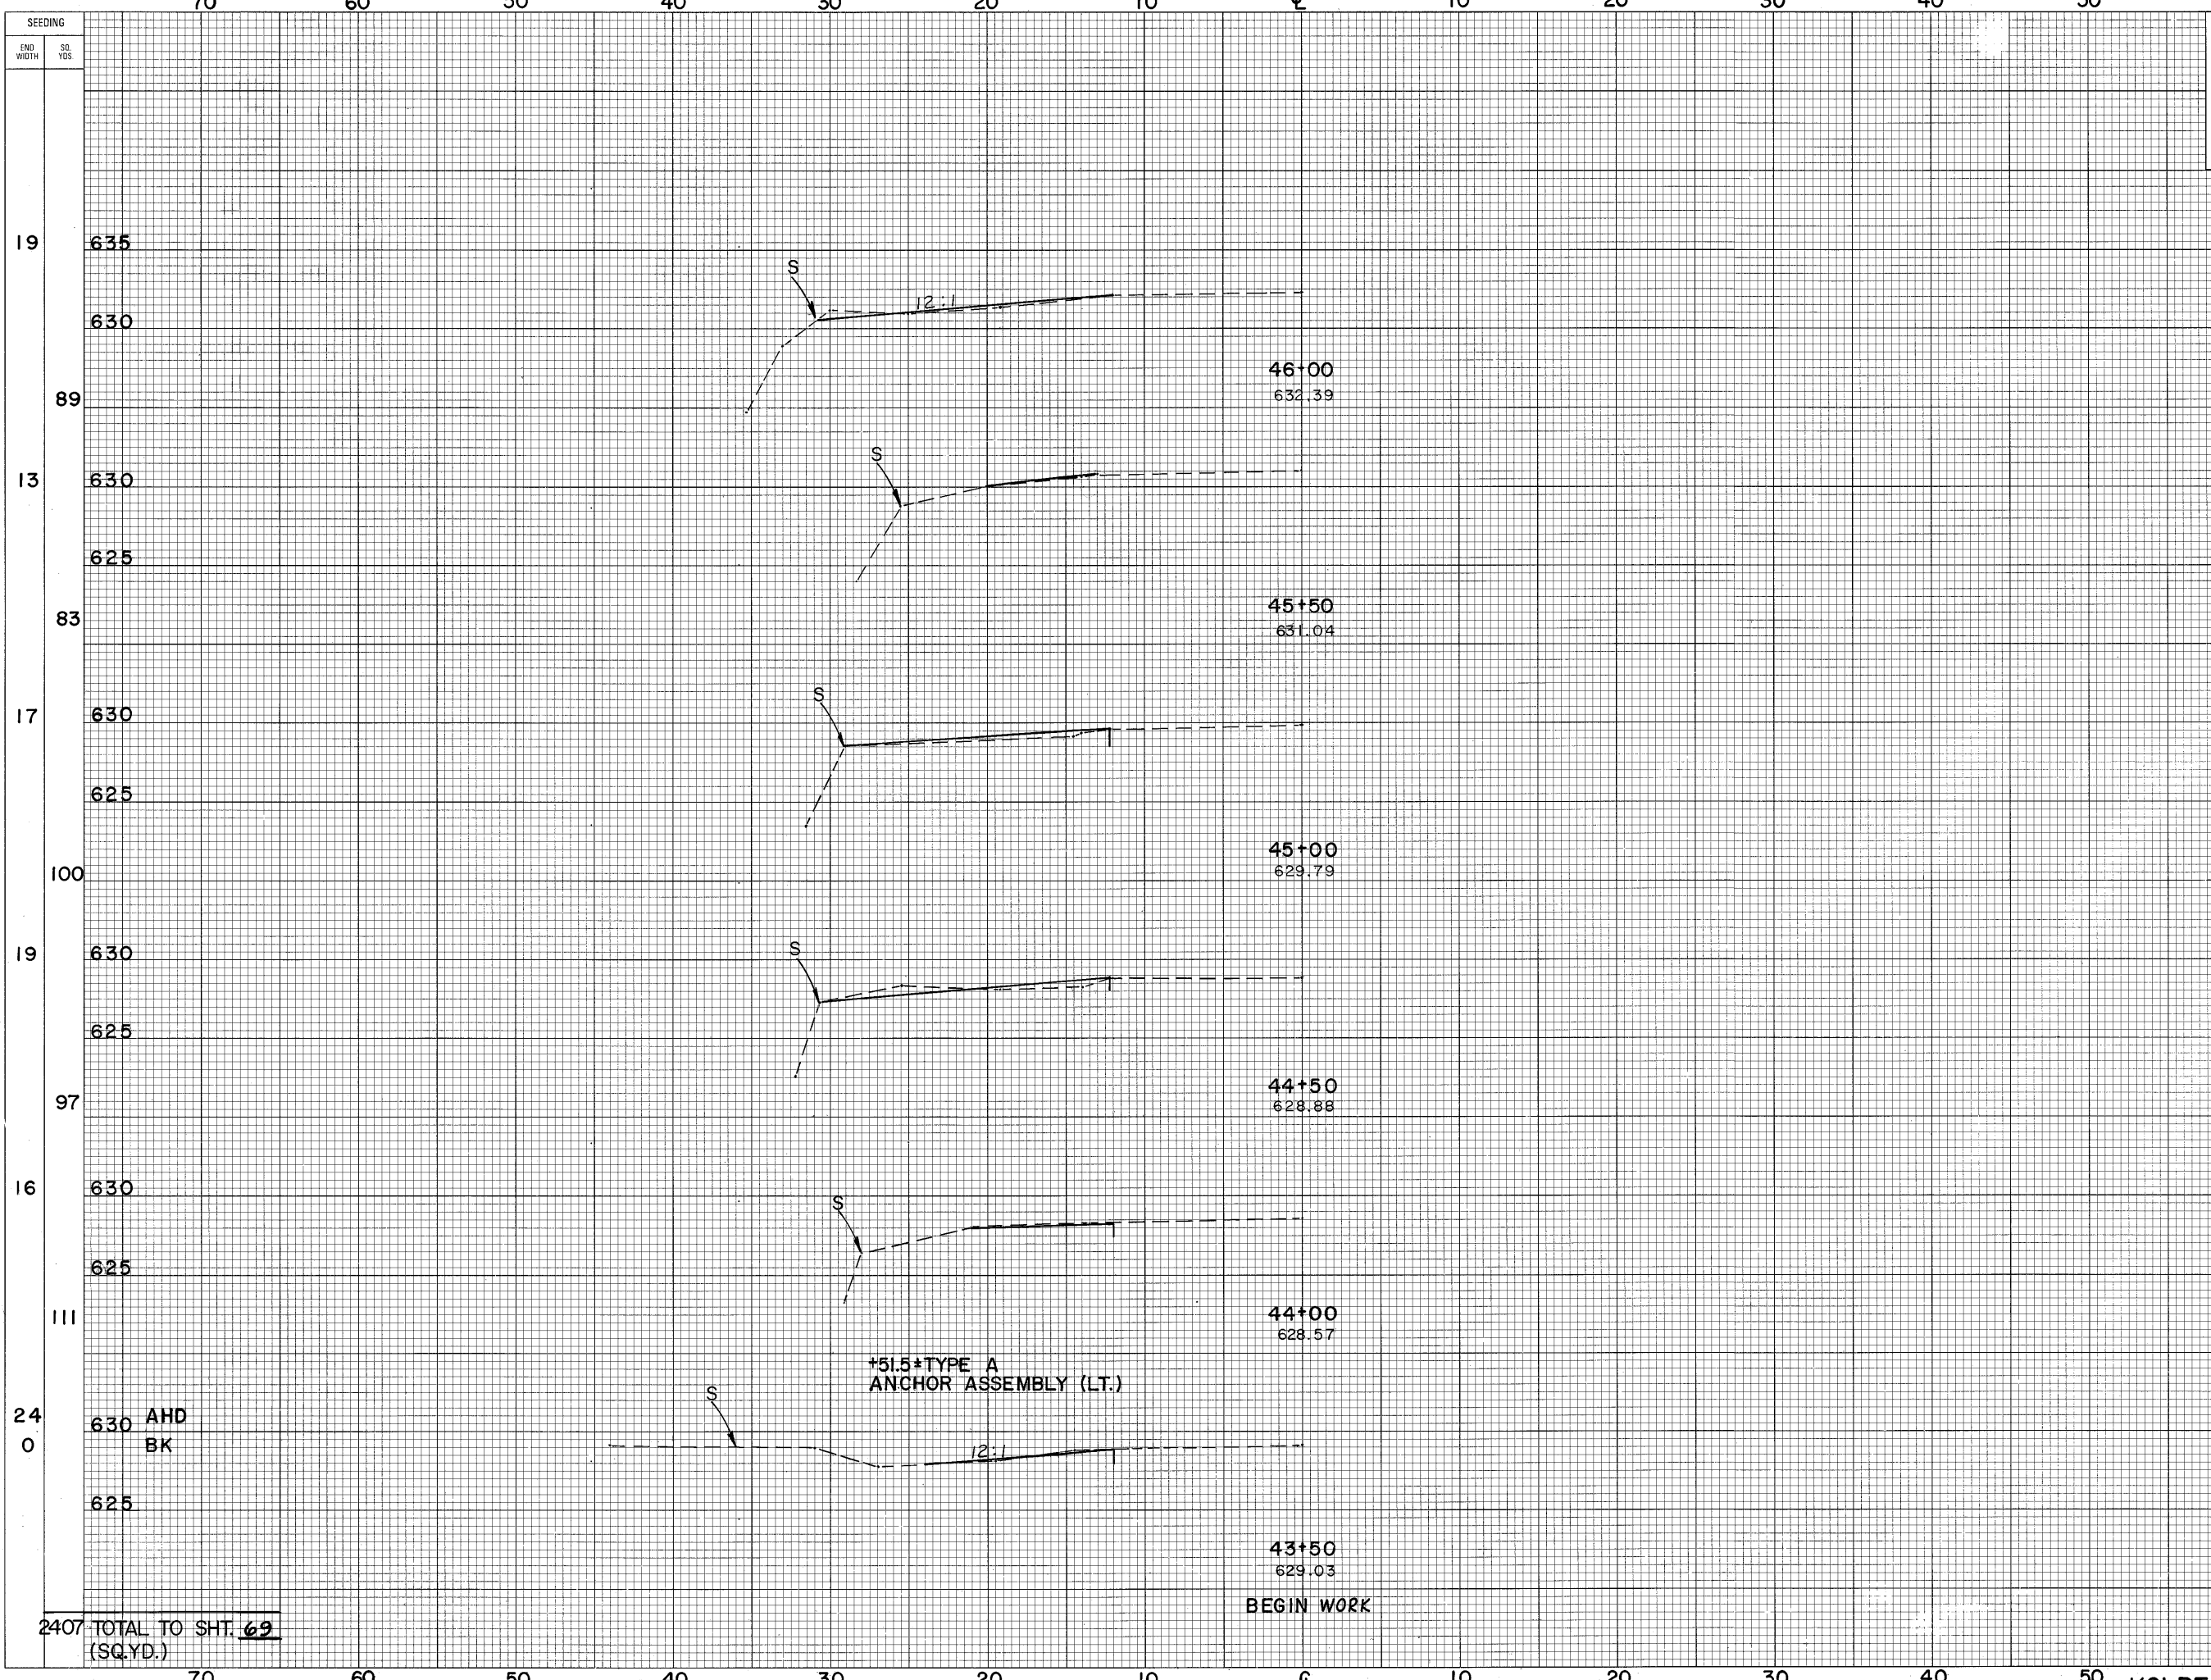 70 60 50 40 30 20 10 ℄ 10 20 30 40 50
SEEDING
END WIDTH
SQ. YDS.
19
635
S
12:1
630
46+00
632.39
89
S
13
630
625
45+50
631.04
83
S
17
630
625
45+00
629.79
100
S
19
630
625
44+50
628.88
97
16
630
S
625
44+00
628.57
111
+51.5± TYPE A
ANCHOR ASSEMBLY (LT.)
S
24
630 AHD
0
BK
12:1
625
43+50
629.03
BEGIN WORK
2407 TOTAL TO SHT. 69
(SQ.YD.)
70 60 50 40 30 20 10 ℄ 10 20 30 40 50